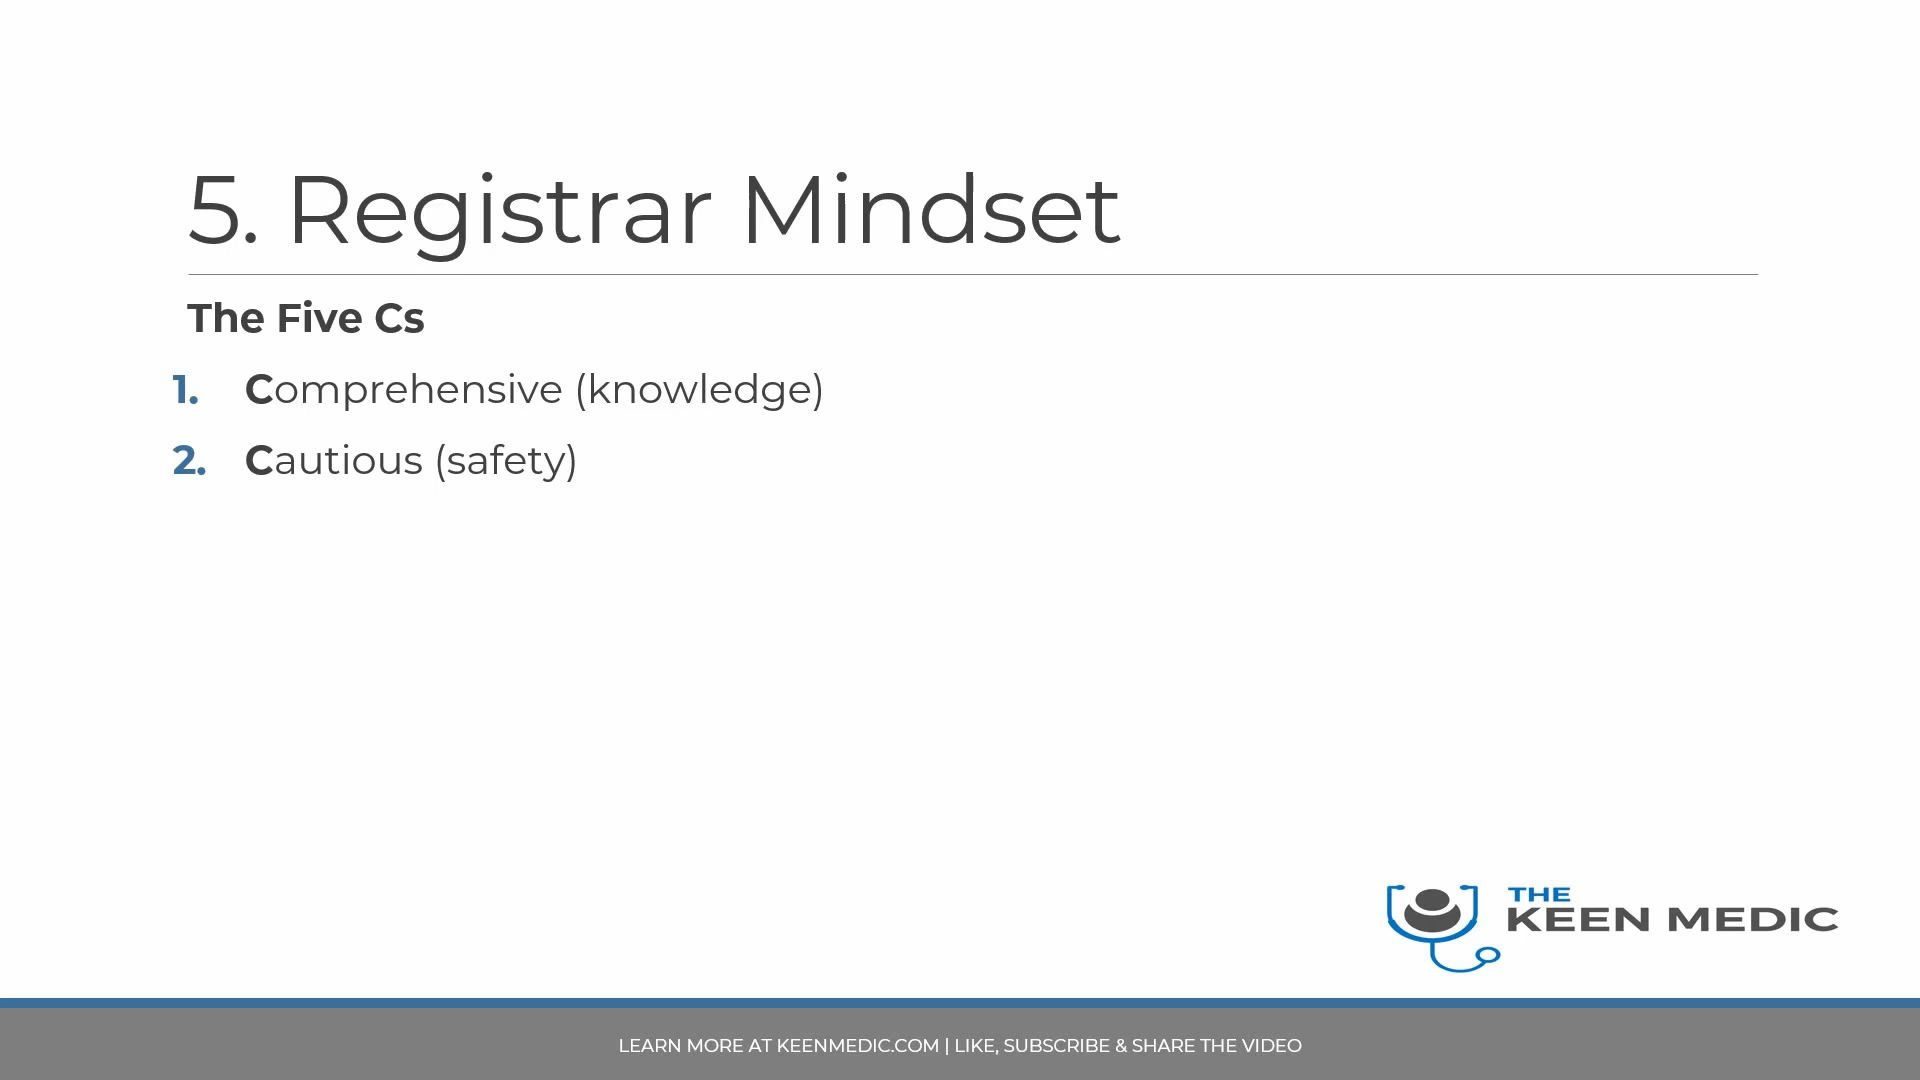 5. Registrar Mindset
The Five Cs
1. Comprehensive (knowledge)
2. Cautious (safety)
THE
KEEN MEDIC
LEARN MORE AT KEENMEDIC.COM | LIKE, SUBSCRIBE & SHARE THE VIDEO